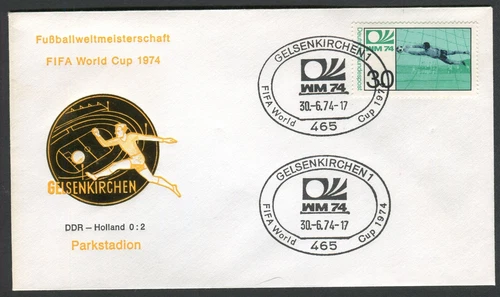 Fußballweltmeisterschaft
FIFA World Cup 1974
GELSENKIRCHEN
DDR – Holland 0:2
Parkstadion
GELSENKIRCHEN 1
WM 74
30.-6.74-17
FIFA World Cup 1974
465
GELSENKIRCHEN 1
WM 74
30.-6.74-17
FIFA World Cup 1974
465
Deutsche Bundespost
WM 74
30